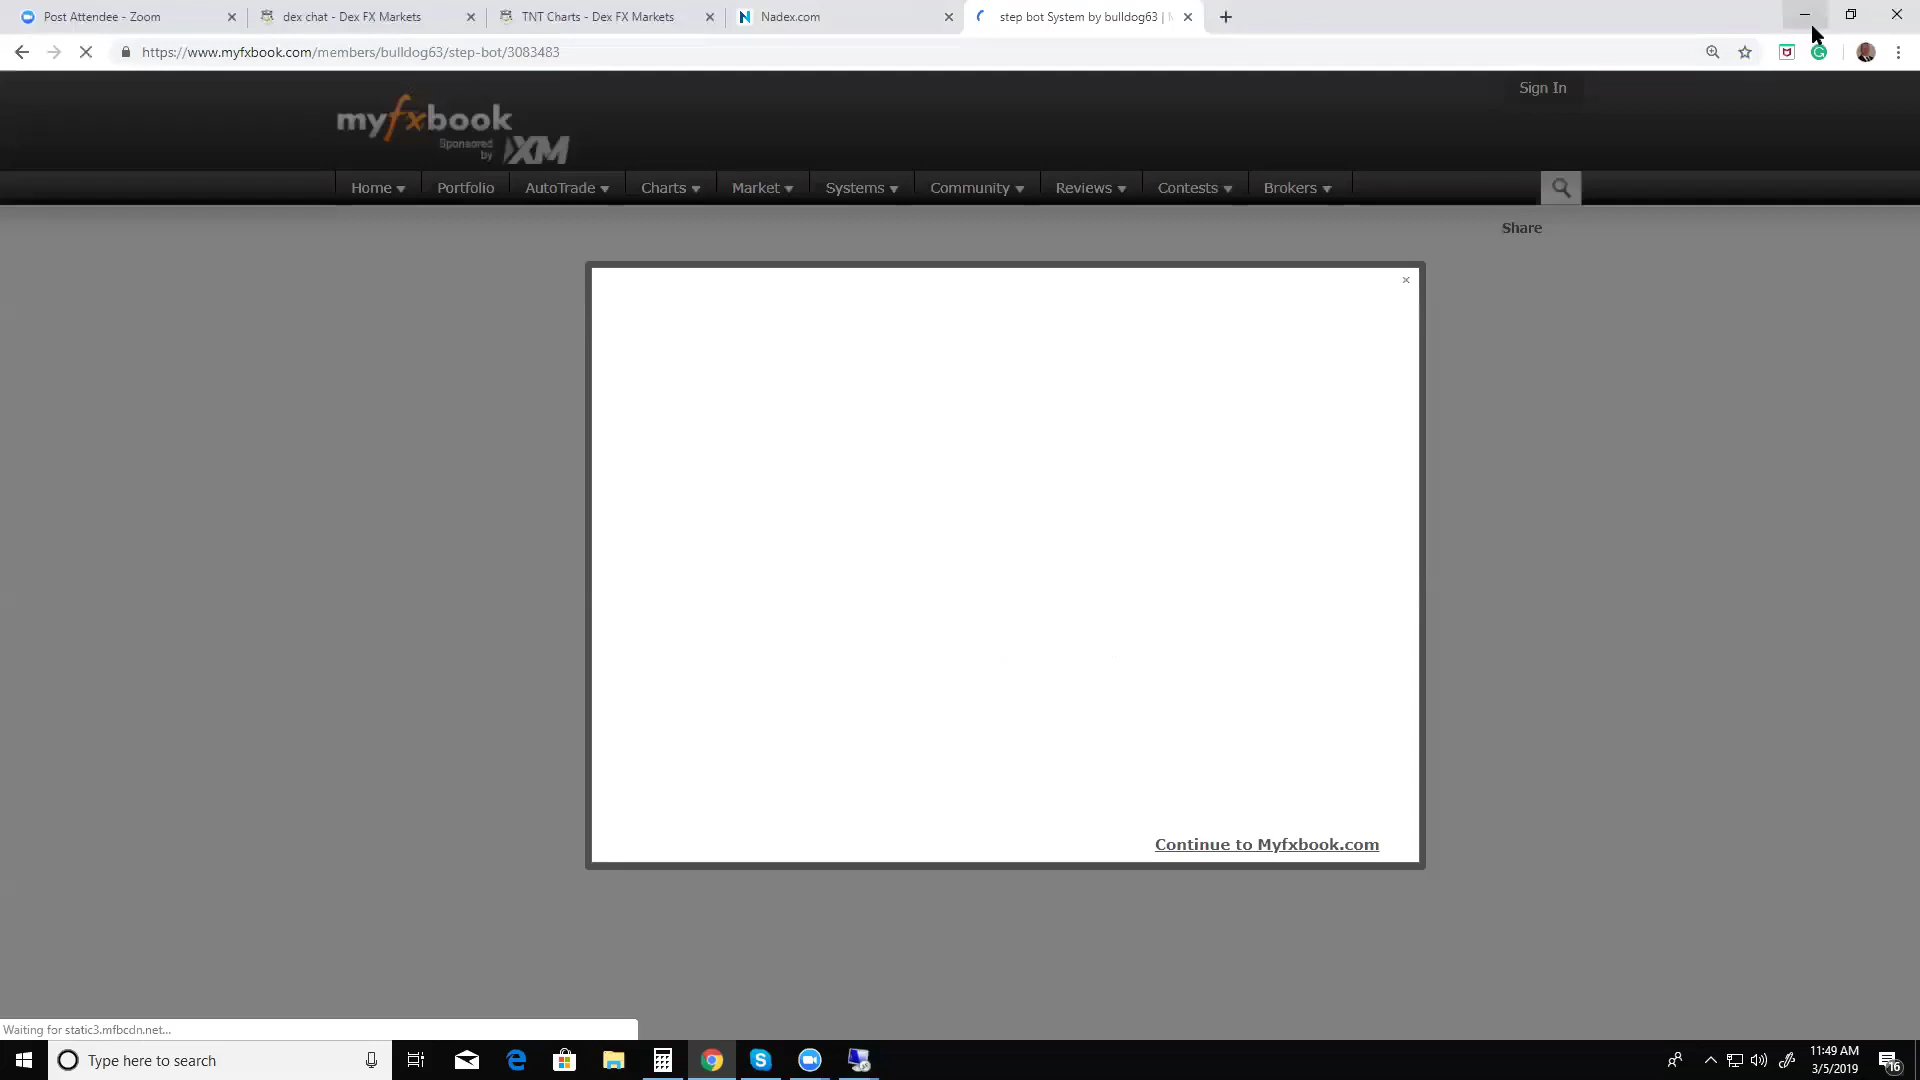 Post Attendee - Zoom
dex chat - Dex FX Markets
TNT Charts - Dex FX Markets
Nadex.com
step bot System by bulldog63 |
https://www.myfxbook.com/members/bulldog63/step-bot/3083483
Sign In
myfxbook
Sponsored by XM
Home
Portfolio
AutoTrade
Charts
Market
Systems
Community
Reviews
Contests
Brokers
Share
Continue to Myfxbook.com
Waiting for static3.mfbcdn.net...
Type here to search
11:49 AM
3/5/2019
16